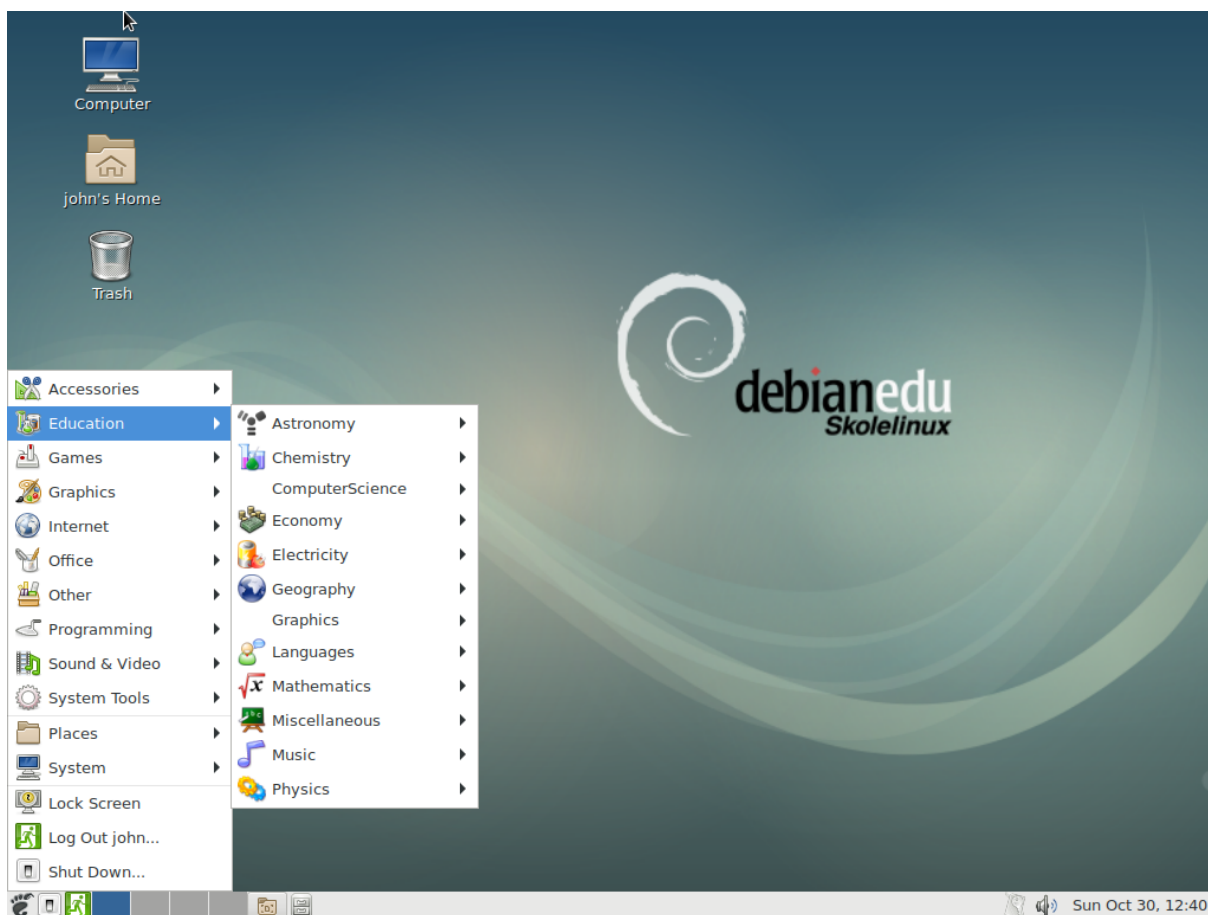 Computer
john's Home
Trash
debianedu
Skolelinux
Accessories
Education
Games
Graphics
Internet
Office
Other
Programming
Sound & Video
System Tools
Places
System
Lock Screen
Log Out john...
Shut Down...
Astronomy
Chemistry
ComputerScience
Economy
Electricity
Geography
Graphics
Languages
Mathematics
Miscellaneous
Music
Physics
Sun Oct 30, 12:40